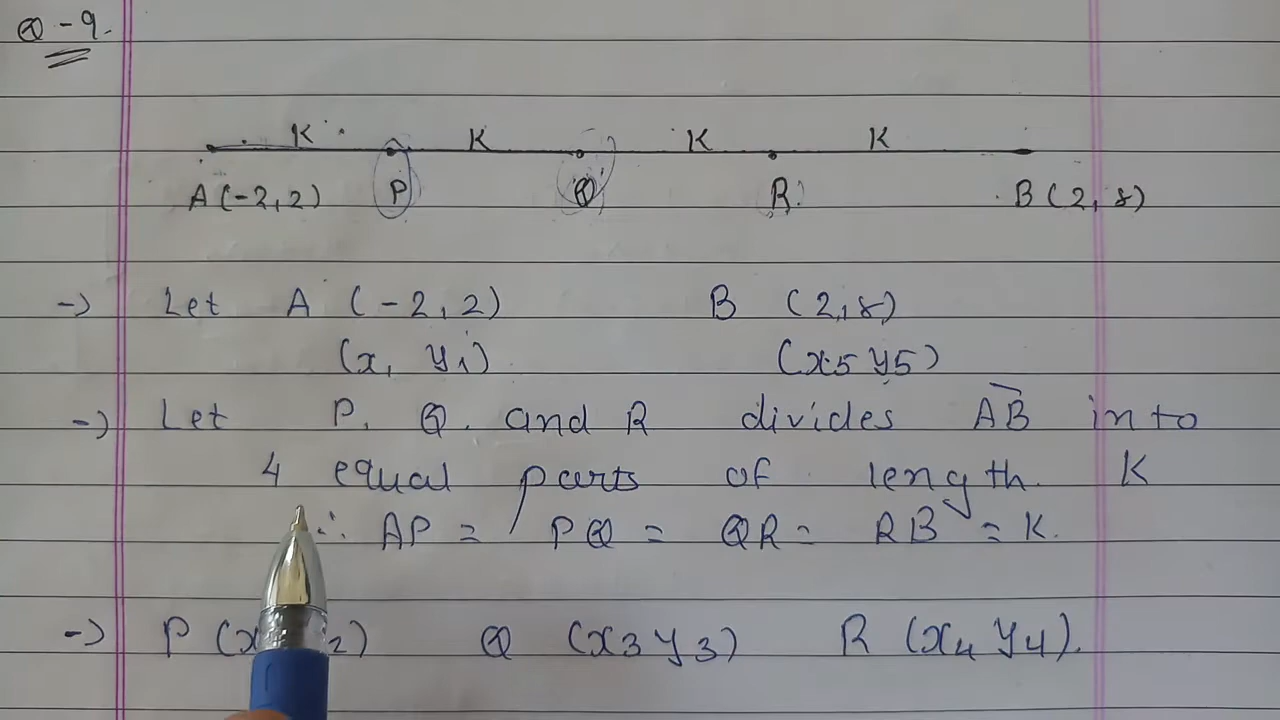 Q-9.
K K K K
A(-2,2) P Q R B(2,8)
-) Let A (-2,2) B (2,8)
(x, y1) (x5 y5)
-) Let P, Q. and R divides AB into
4 equal parts of length. K
∴ AP = PQ = QR = RB = K.
-) P (x 2) Q (x3 y3) R (x4 y4).